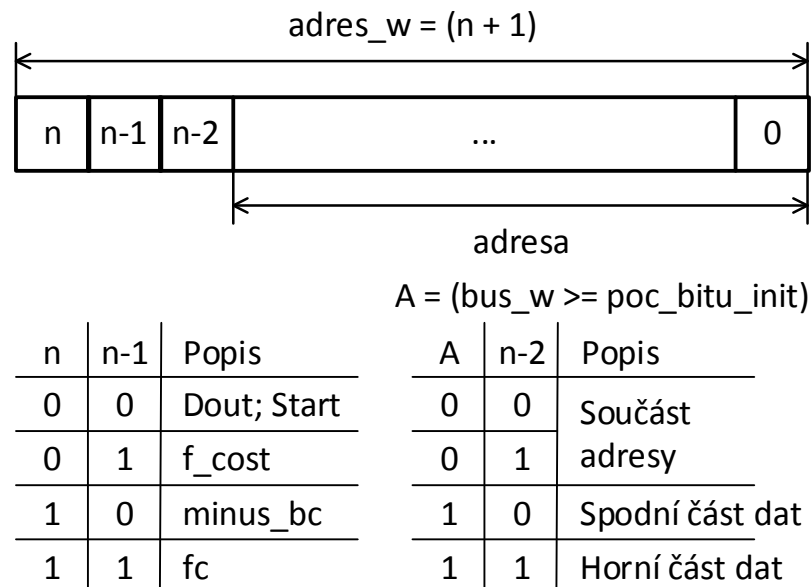 adres_w = (n + 1)
n n-1 n-2 ... 0
adresa
A = (bus_w >= poc_bitu_init)
n n-1 Popis
0 0 Dout; Start
0 1 f_cost
1 0 minus_bc
1 1 fc
A n-2 Popis
0 0 Součást
0 1 adresy
1 0 Spodní část dat
1 1 Horní část dat